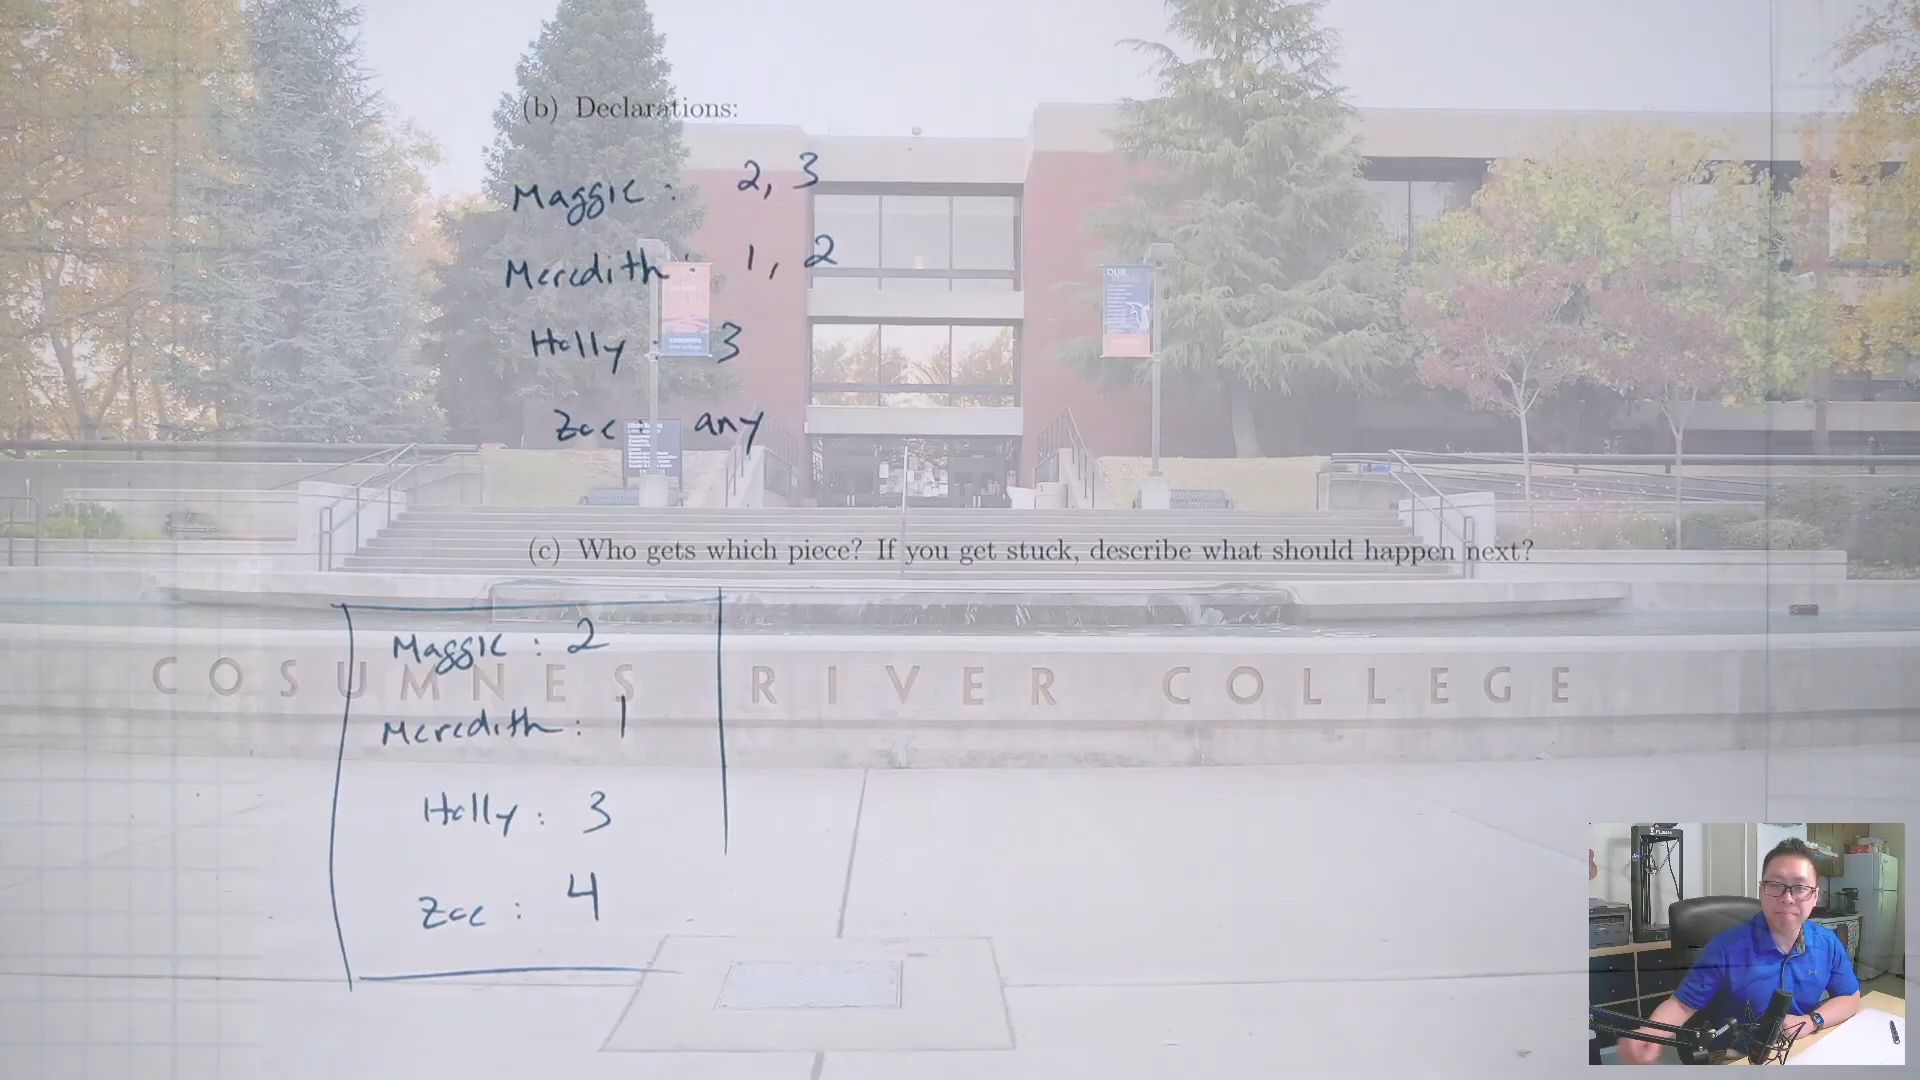 (b) Declarations:
Maggie : 2, 3
Meredith : 1, 2
Holly : 3
Zoe : any
(c) Who gets which piece? If you get stuck, describe what should happen next?
Maggie : 2
COSUMNES RIVER COLLEGE
Meredith : 1
Holly : 3
Zoe : 4
OUR